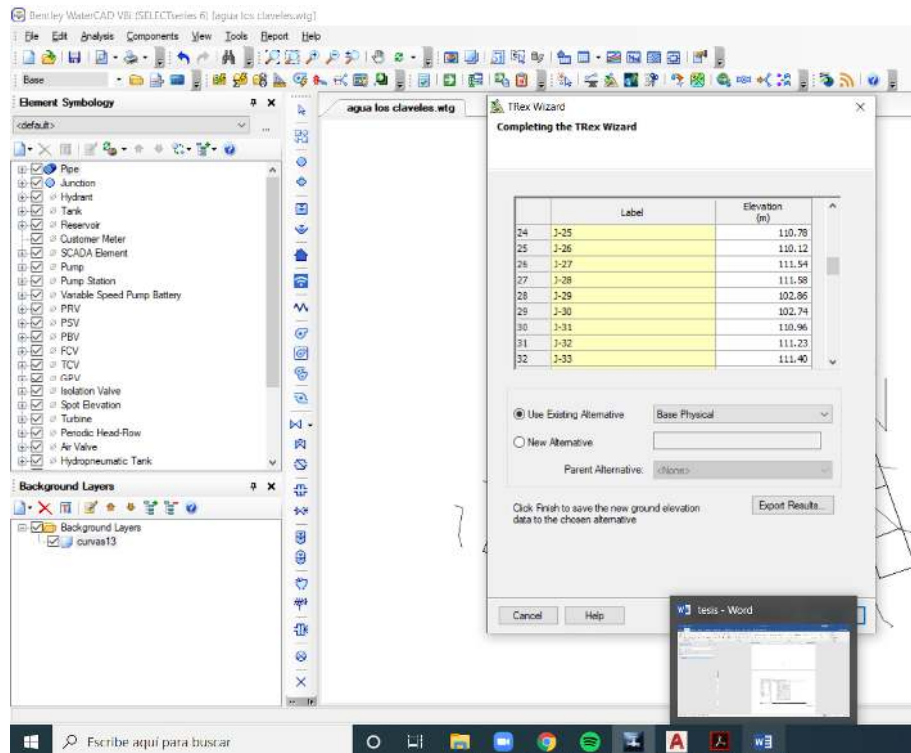 Bentley WaterCAD V8i (SELECTseries 6) [agua los claveles.wtg]
File Edit Analysis Components View Tools Report Help
Base
Element Symbology
<default>
Pipe
Junction
Hydrant
Tank
Reservoir
Customer Meter
SCADA Element
Pump
Pump Station
Variable Speed Pump Battery
PRV
PSV
PBV
FCV
TCV
GPV
Isolation Valve
Spot Elevation
Turbine
Periodic Head-Flow
Air Valve
Hydropneumatic Tank
Background Layers
Background Layers
curvas13
agua los claveles.wtg
TRex Wizard
Completing the TRex Wizard
Label Elevation (m)
24 J-25 110.78
25 J-26 110.12
26 J-27 111.54
27 J-28 111.58
28 J-29 102.86
29 J-30 102.74
30 J-31 110.96
31 J-32 111.23
32 J-33 111.40
Use Existing Alternative Base Physical
New Alternative
Parent Alternative: <None>
Click Finish to save the new ground elevation
data to the chosen alternative
Export Results...
Cancel Help
tesis - Word
Escribe aquí para buscar